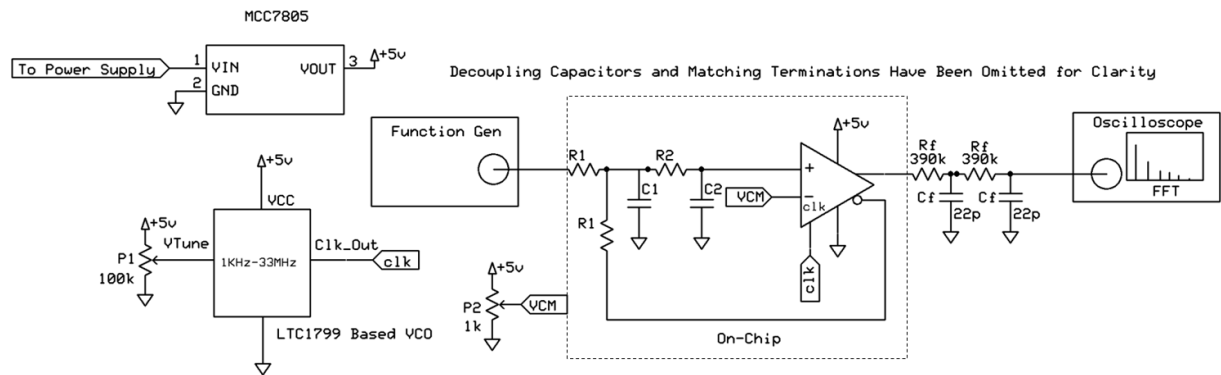 MCC7805
To Power Supply
1
VIN
VOUT
3
+5v
2
GND
Decoupling Capacitors and Matching Terminations Have Been Omitted for Clarity
Function Gen
R1
R2
C1
C2
R1
VCM
+
-
clk
+5v
clk
On-Chip
Rf
390k
Rf
390k
Cf
22p
Cf
22p
Oscilloscope
FFT
+5v
VCC
+5v
VTune
P1
100k
1KHz-33MHz
Clk_Out
clk
LTC1799 Based VCO
+5v
P2
1k
VCM